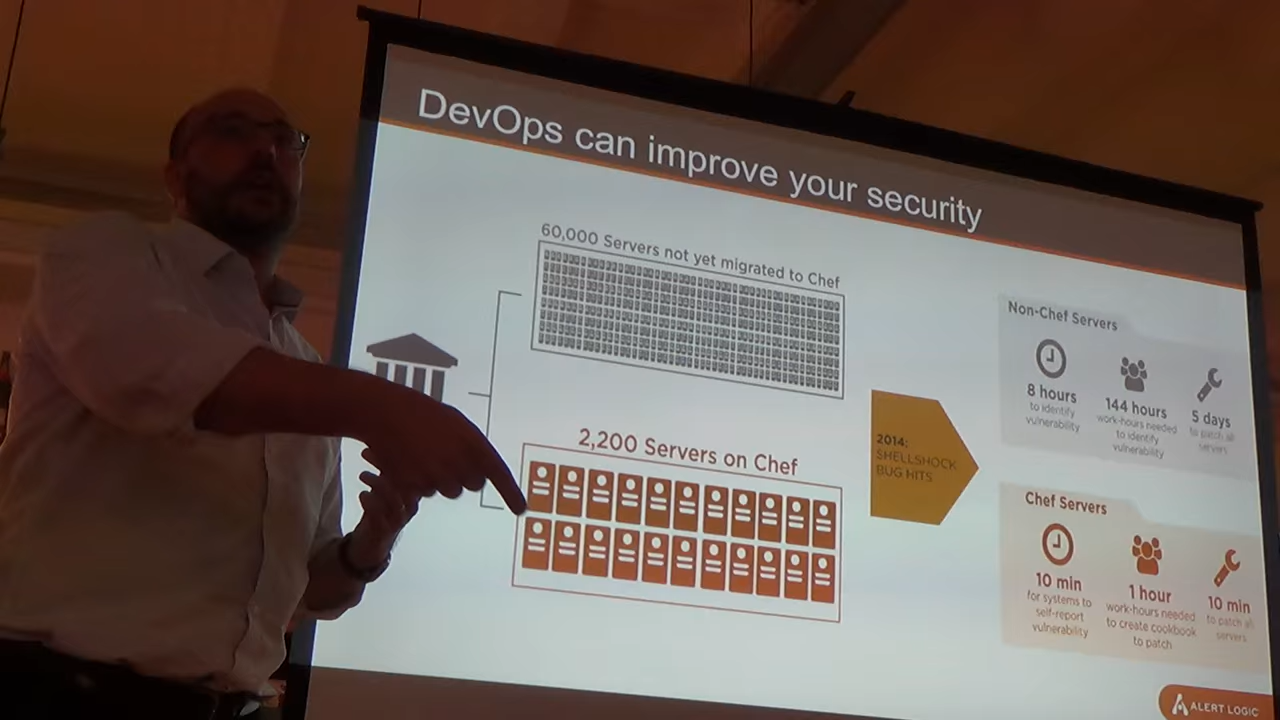 DevOps can improve your security
60,000 Servers not yet migrated to Chef
2,200 Servers on Chef
2014:
SHELLSHOCK
BUG HITS
Non-Chef Servers
8 hours
to identify
vulnerability
144 hours
work-hours needed
to identify
vulnerability
5 days
to patch all
servers
Chef Servers
10 min
for systems to
self-report
vulnerability
1 hour
work-hours needed
to create cookbook
to patch
10 min
to patch all
servers
ALERT LOGIC